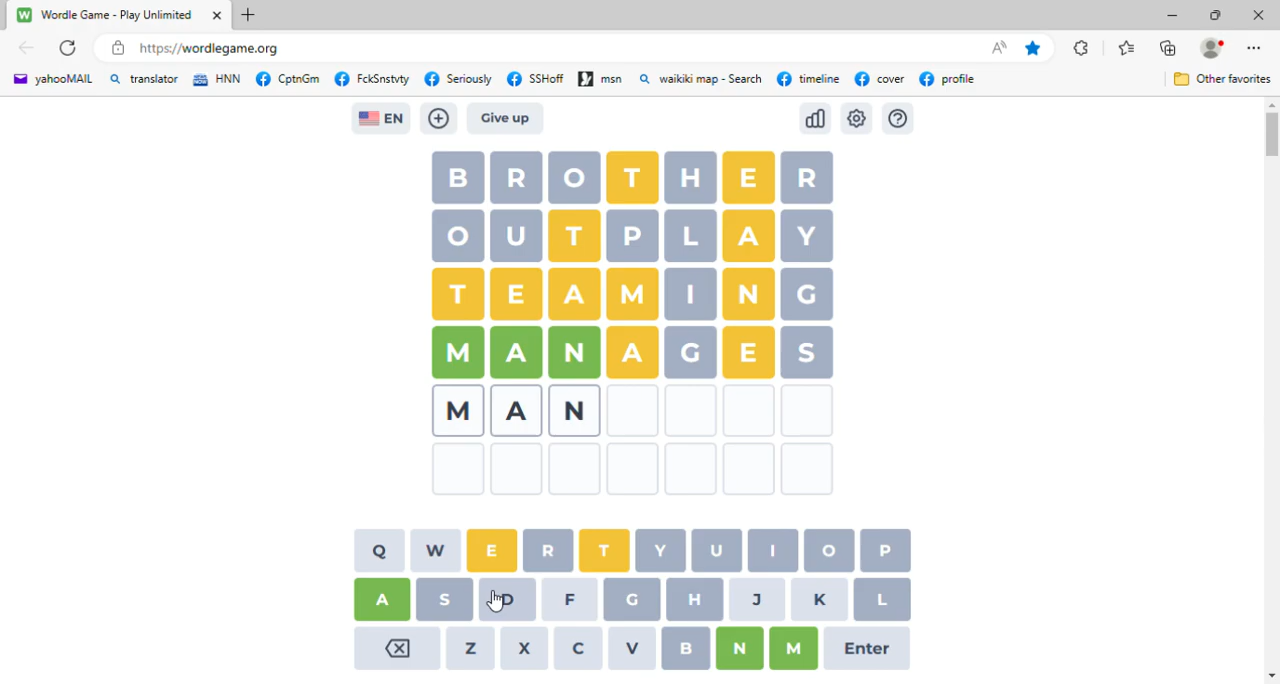 Wordle Game - Play Unlimited
https://wordlegame.org
yahooMAIL translator HNN CptnGm FckSnstvty Seriously SSHoff msn waikiki map - Search timeline cover profile Other favorites
EN Give up
B R O T H E R
O U T P L A Y
T E A M I N G
M A N A G E S
M A N
Q W E R T Y U I O P
A S D F G H J K L
Z X C V B N M Enter